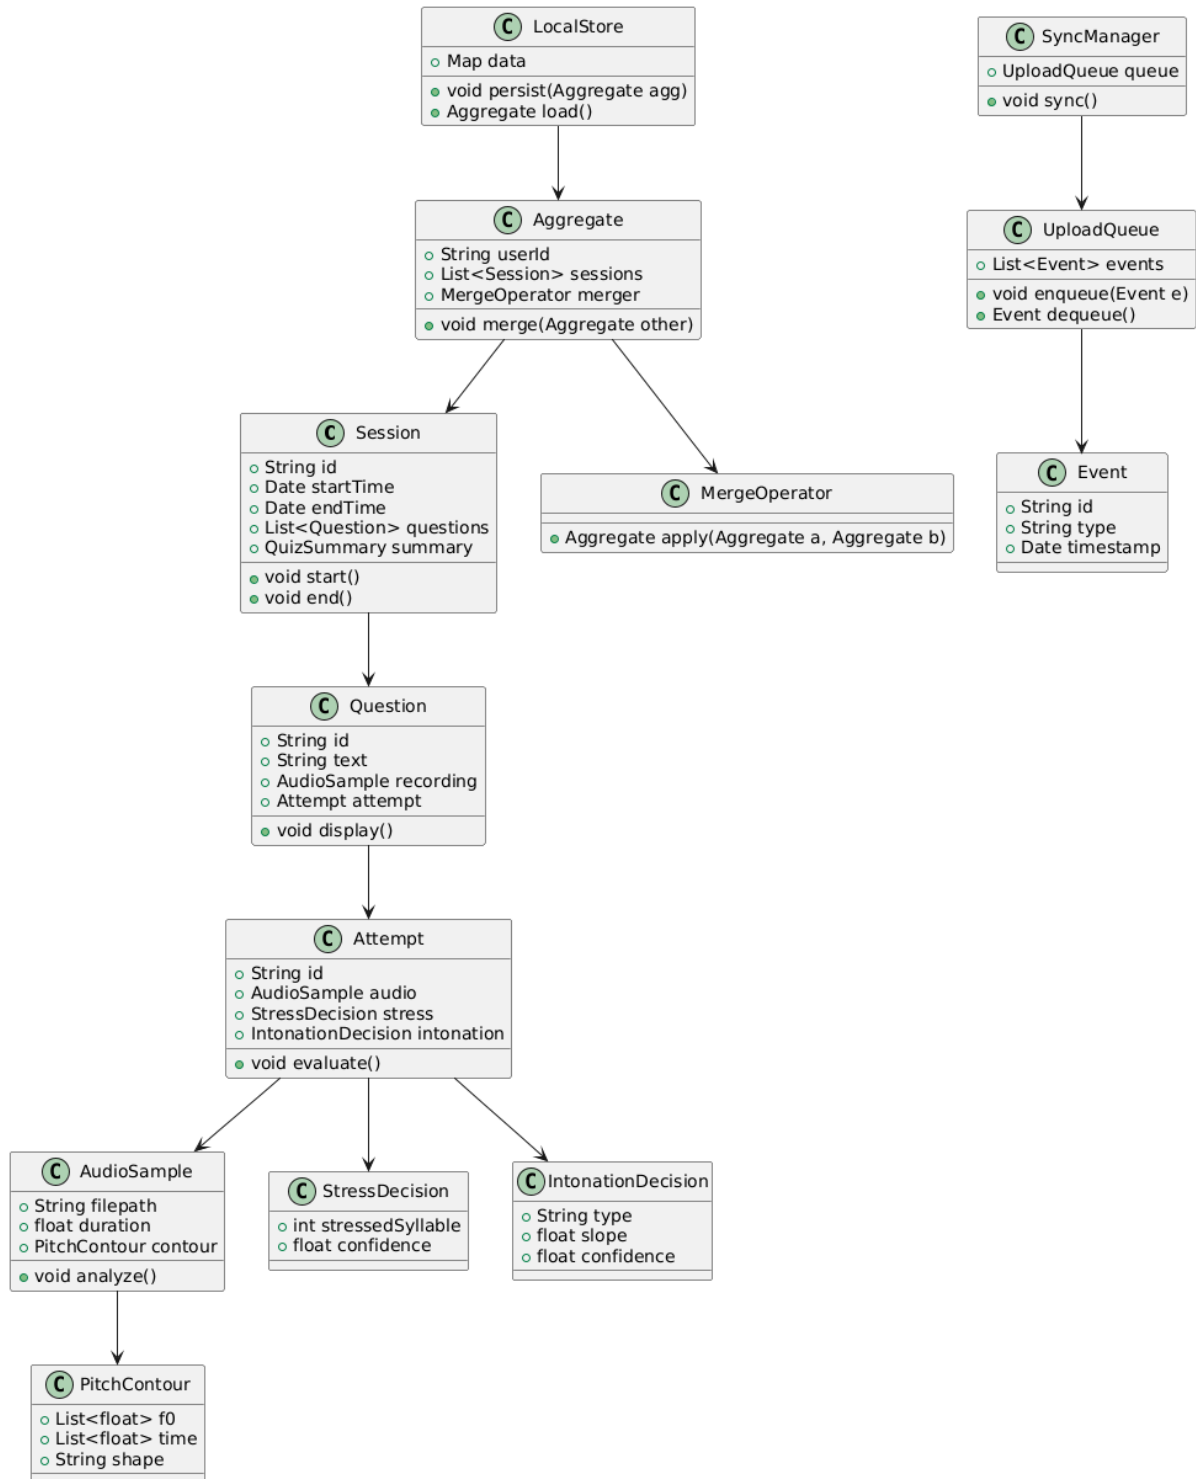 C LocalStore
Map data
void persist(Aggregate agg)
Aggregate load()
C SyncManager
UploadQueue queue
void sync()
C Aggregate
String userId
List<Session> sessions
MergeOperator merger
void merge(Aggregate other)
C UploadQueue
List<Event> events
void enqueue(Event e)
Event dequeue()
C Session
String id
Date startTime
Date endTime
List<Question> questions
QuizSummary summary
void start()
void end()
C MergeOperator
Aggregate apply(Aggregate a, Aggregate b)
C Event
String id
String type
Date timestamp
C Question
String id
String text
AudioSample recording
Attempt attempt
void display()
C Attempt
String id
AudioSample audio
StressDecision stress
IntonationDecision intonation
void evaluate()
C AudioSample
String filepath
float duration
PitchContour contour
void analyze()
C StressDecision
int stressedSyllable
float confidence
C IntonationDecision
String type
float slope
float confidence
C PitchContour
List<float> f0
List<float> time
String shape